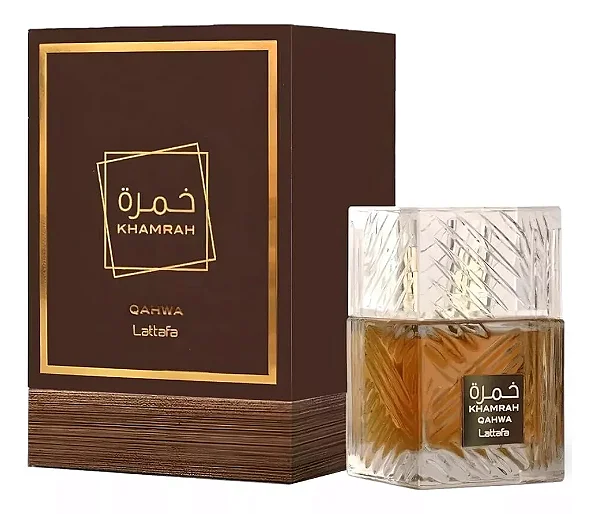 خمرة
KHAMRAH
QAHWA
Lattafa
خمرة
KHAMRAH
QAHWA
Lattafa